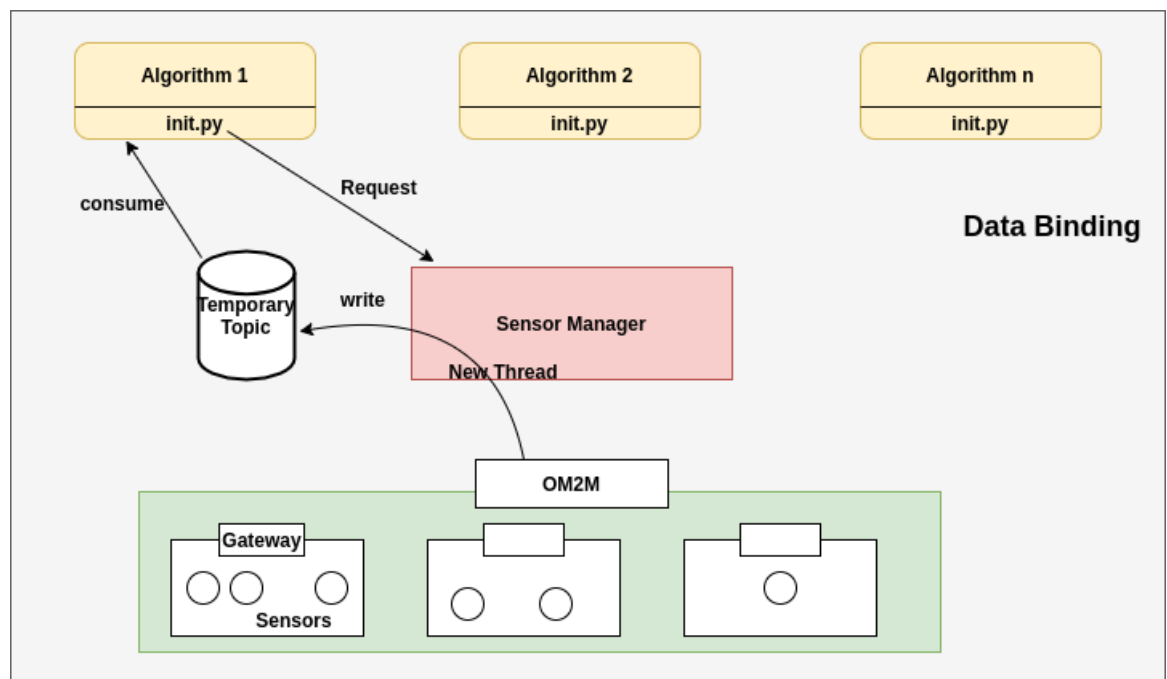 Algorithm 1
init.py
Algorithm 2
init.py
Algorithm n
init.py
consume
Request
Data Binding
Temporary
Topic
write
Sensor Manager
New Thread
OM2M
Gateway
Sensors